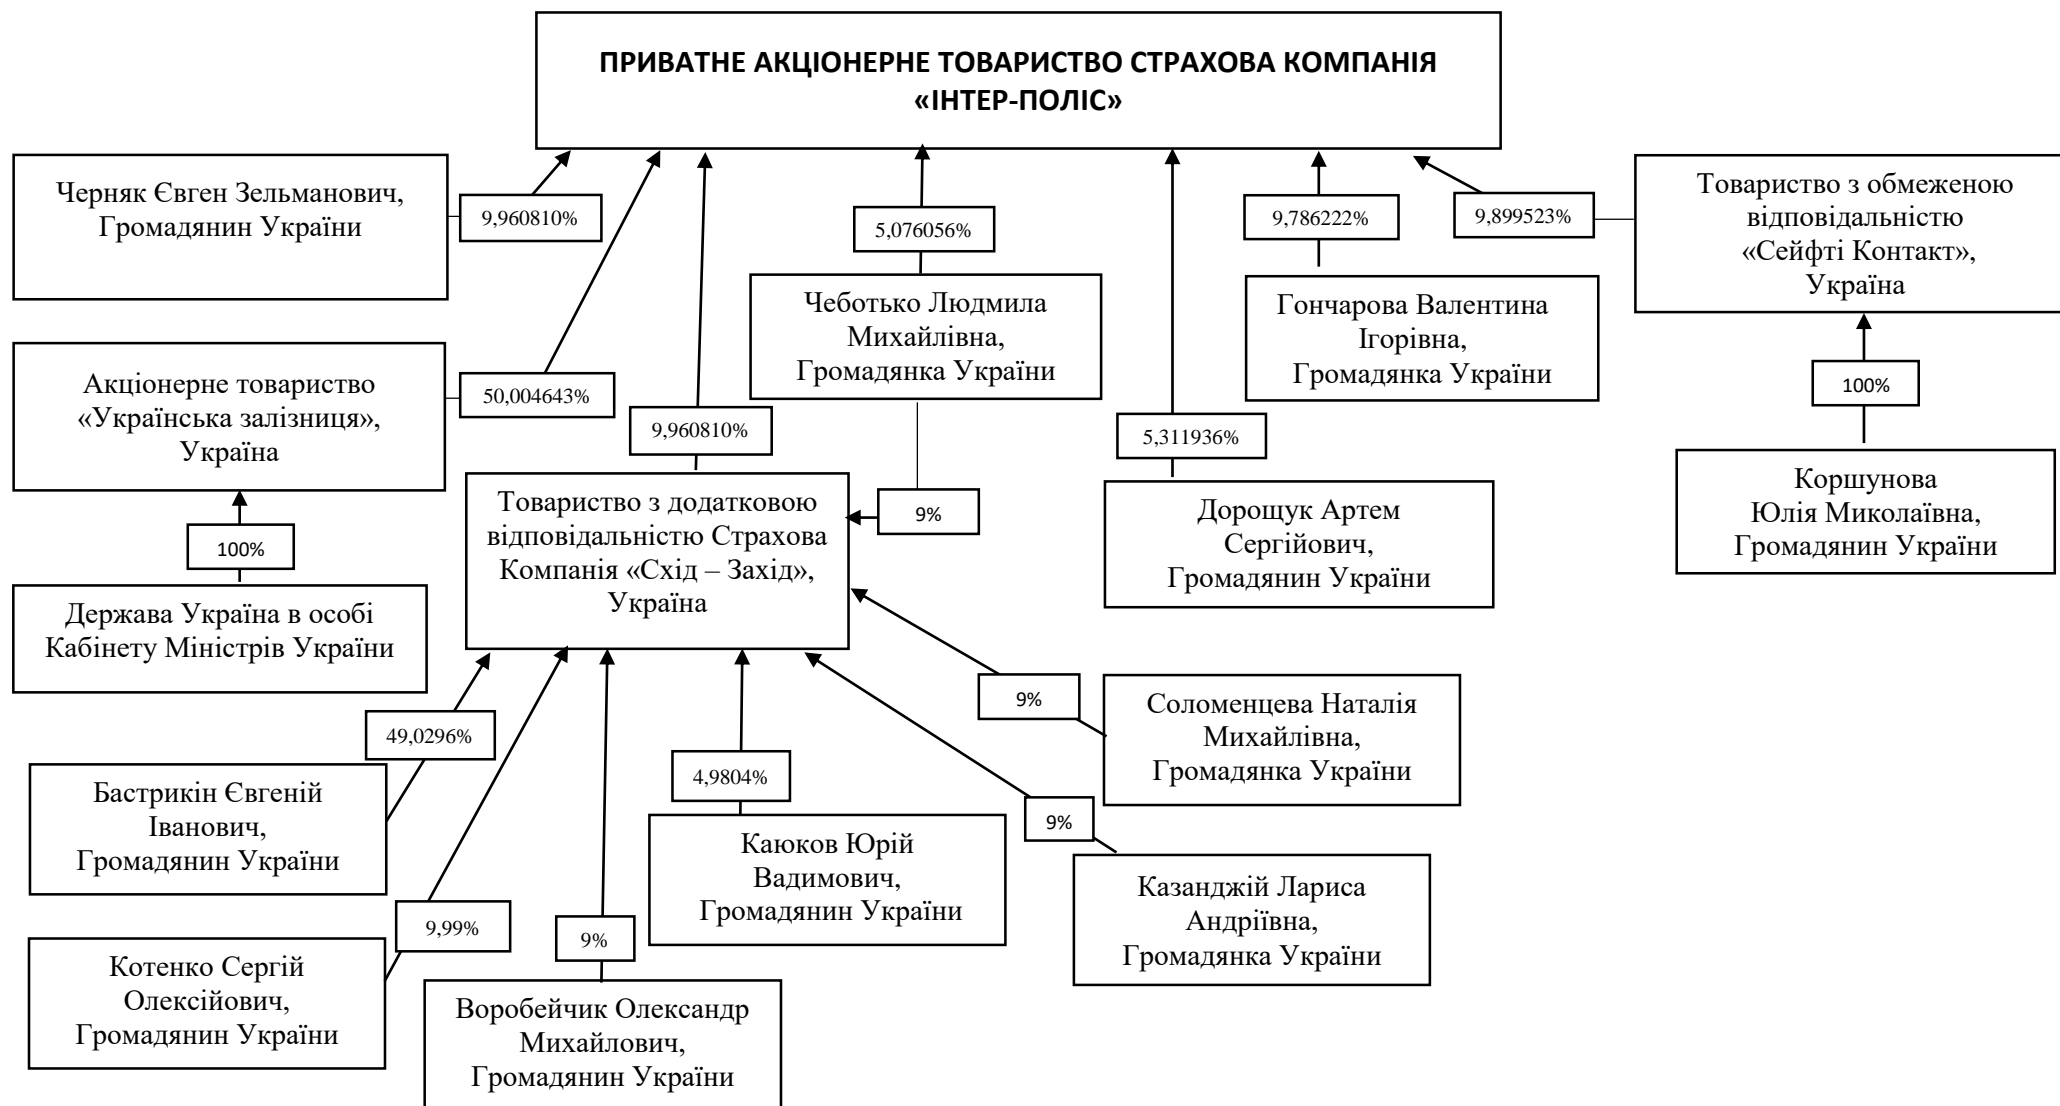 ПРИВАТНЕ АКЦІОНЕРНЕ ТОВАРИСТВО СТРАХОВА КОМПАНІЯ
«ІНТЕР-ПОЛІС»
Черняк Євген Зельманович,
Громадянин України
9,960810%
5,076056%
9,786222%
9,899523%
Товариство з обмеженою
відповідальністю
«Сейфті Контакт»,
Україна
Чеботько Людмила
Михайлівна,
Громадянка України
Гончарова Валентина
Ігорівна,
Громадянка України
Акціонерне товариство
«Українська залізниця»,
Україна
50,004643%
9,960810%
5,311936%
100%
Товариство з додатковою
відповідальністю Страхова
Компанія «Схід – Захід»,
Україна
9%
Дорощук Артем
Сергійович,
Громадянин України
Коршунова
Юлія Миколаївна,
Громадянин України
100%
Держава Україна в особі
Кабінету Міністрів України
49,0296%
4,9804%
9%
Соломенцева Наталія
Михайлівна,
Громадянка України
Бастрикін Євгеній
Іванович,
Громадянин України
Каюков Юрій
Вадимович,
Громадянин України
9%
Казанджій Лариса
Андріївна,
Громадянка України
9,99%
9%
Котенко Сергій
Олексійович,
Громадянин України
Воробейчик Олександр
Михайлович,
Громадянин України